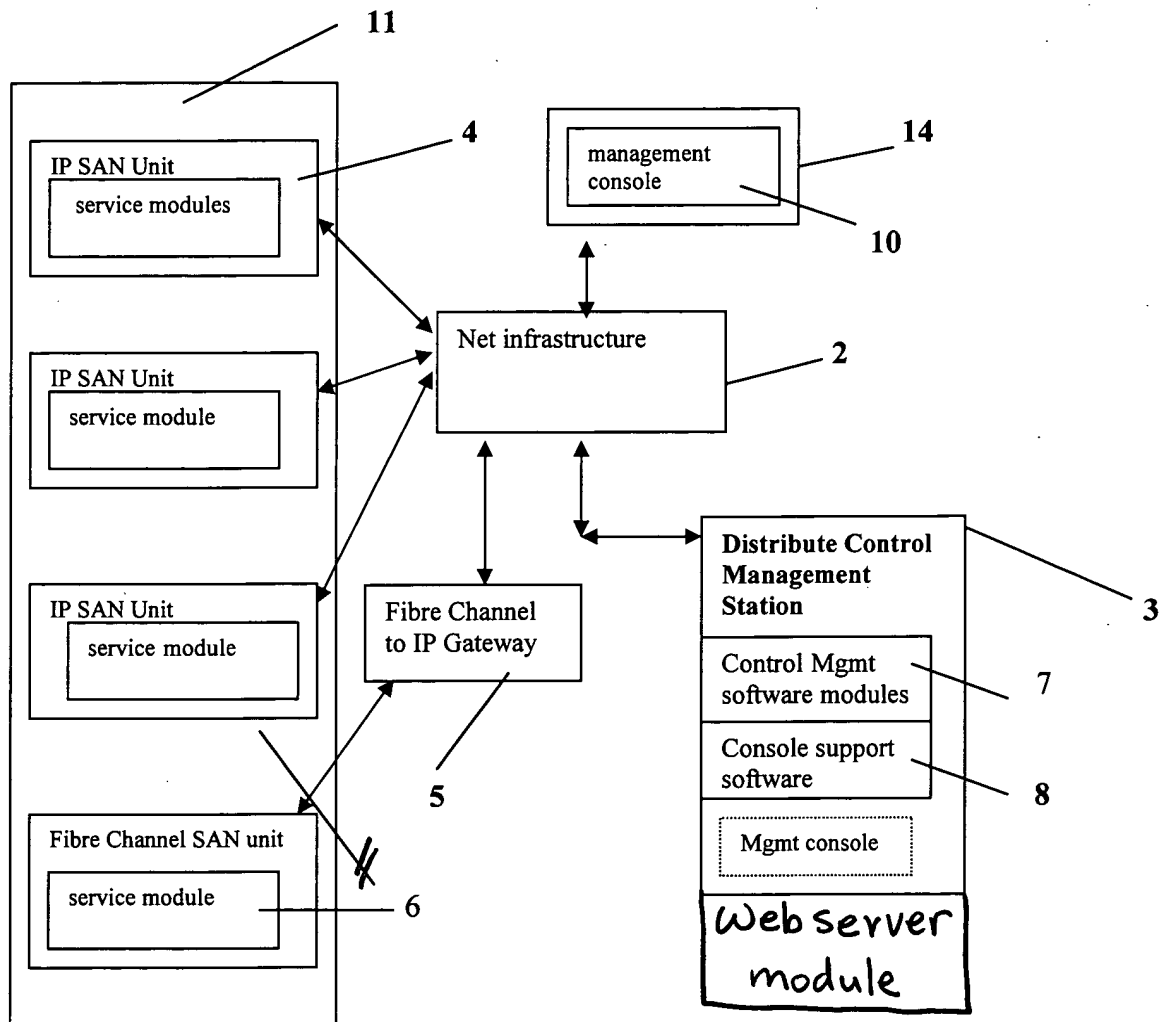 11
IP SAN Unit
service modules
4
management
console
14
10
Net infrastructure
2
IP SAN Unit
service module
IP SAN Unit
service module
Fibre Channel
to IP Gateway
5
Distribute Control
Management
Station
3
Control Mgmt
software modules
7
Console support
software
8
Mgmt console
Web server
module
Fibre Channel SAN unit
service module
6